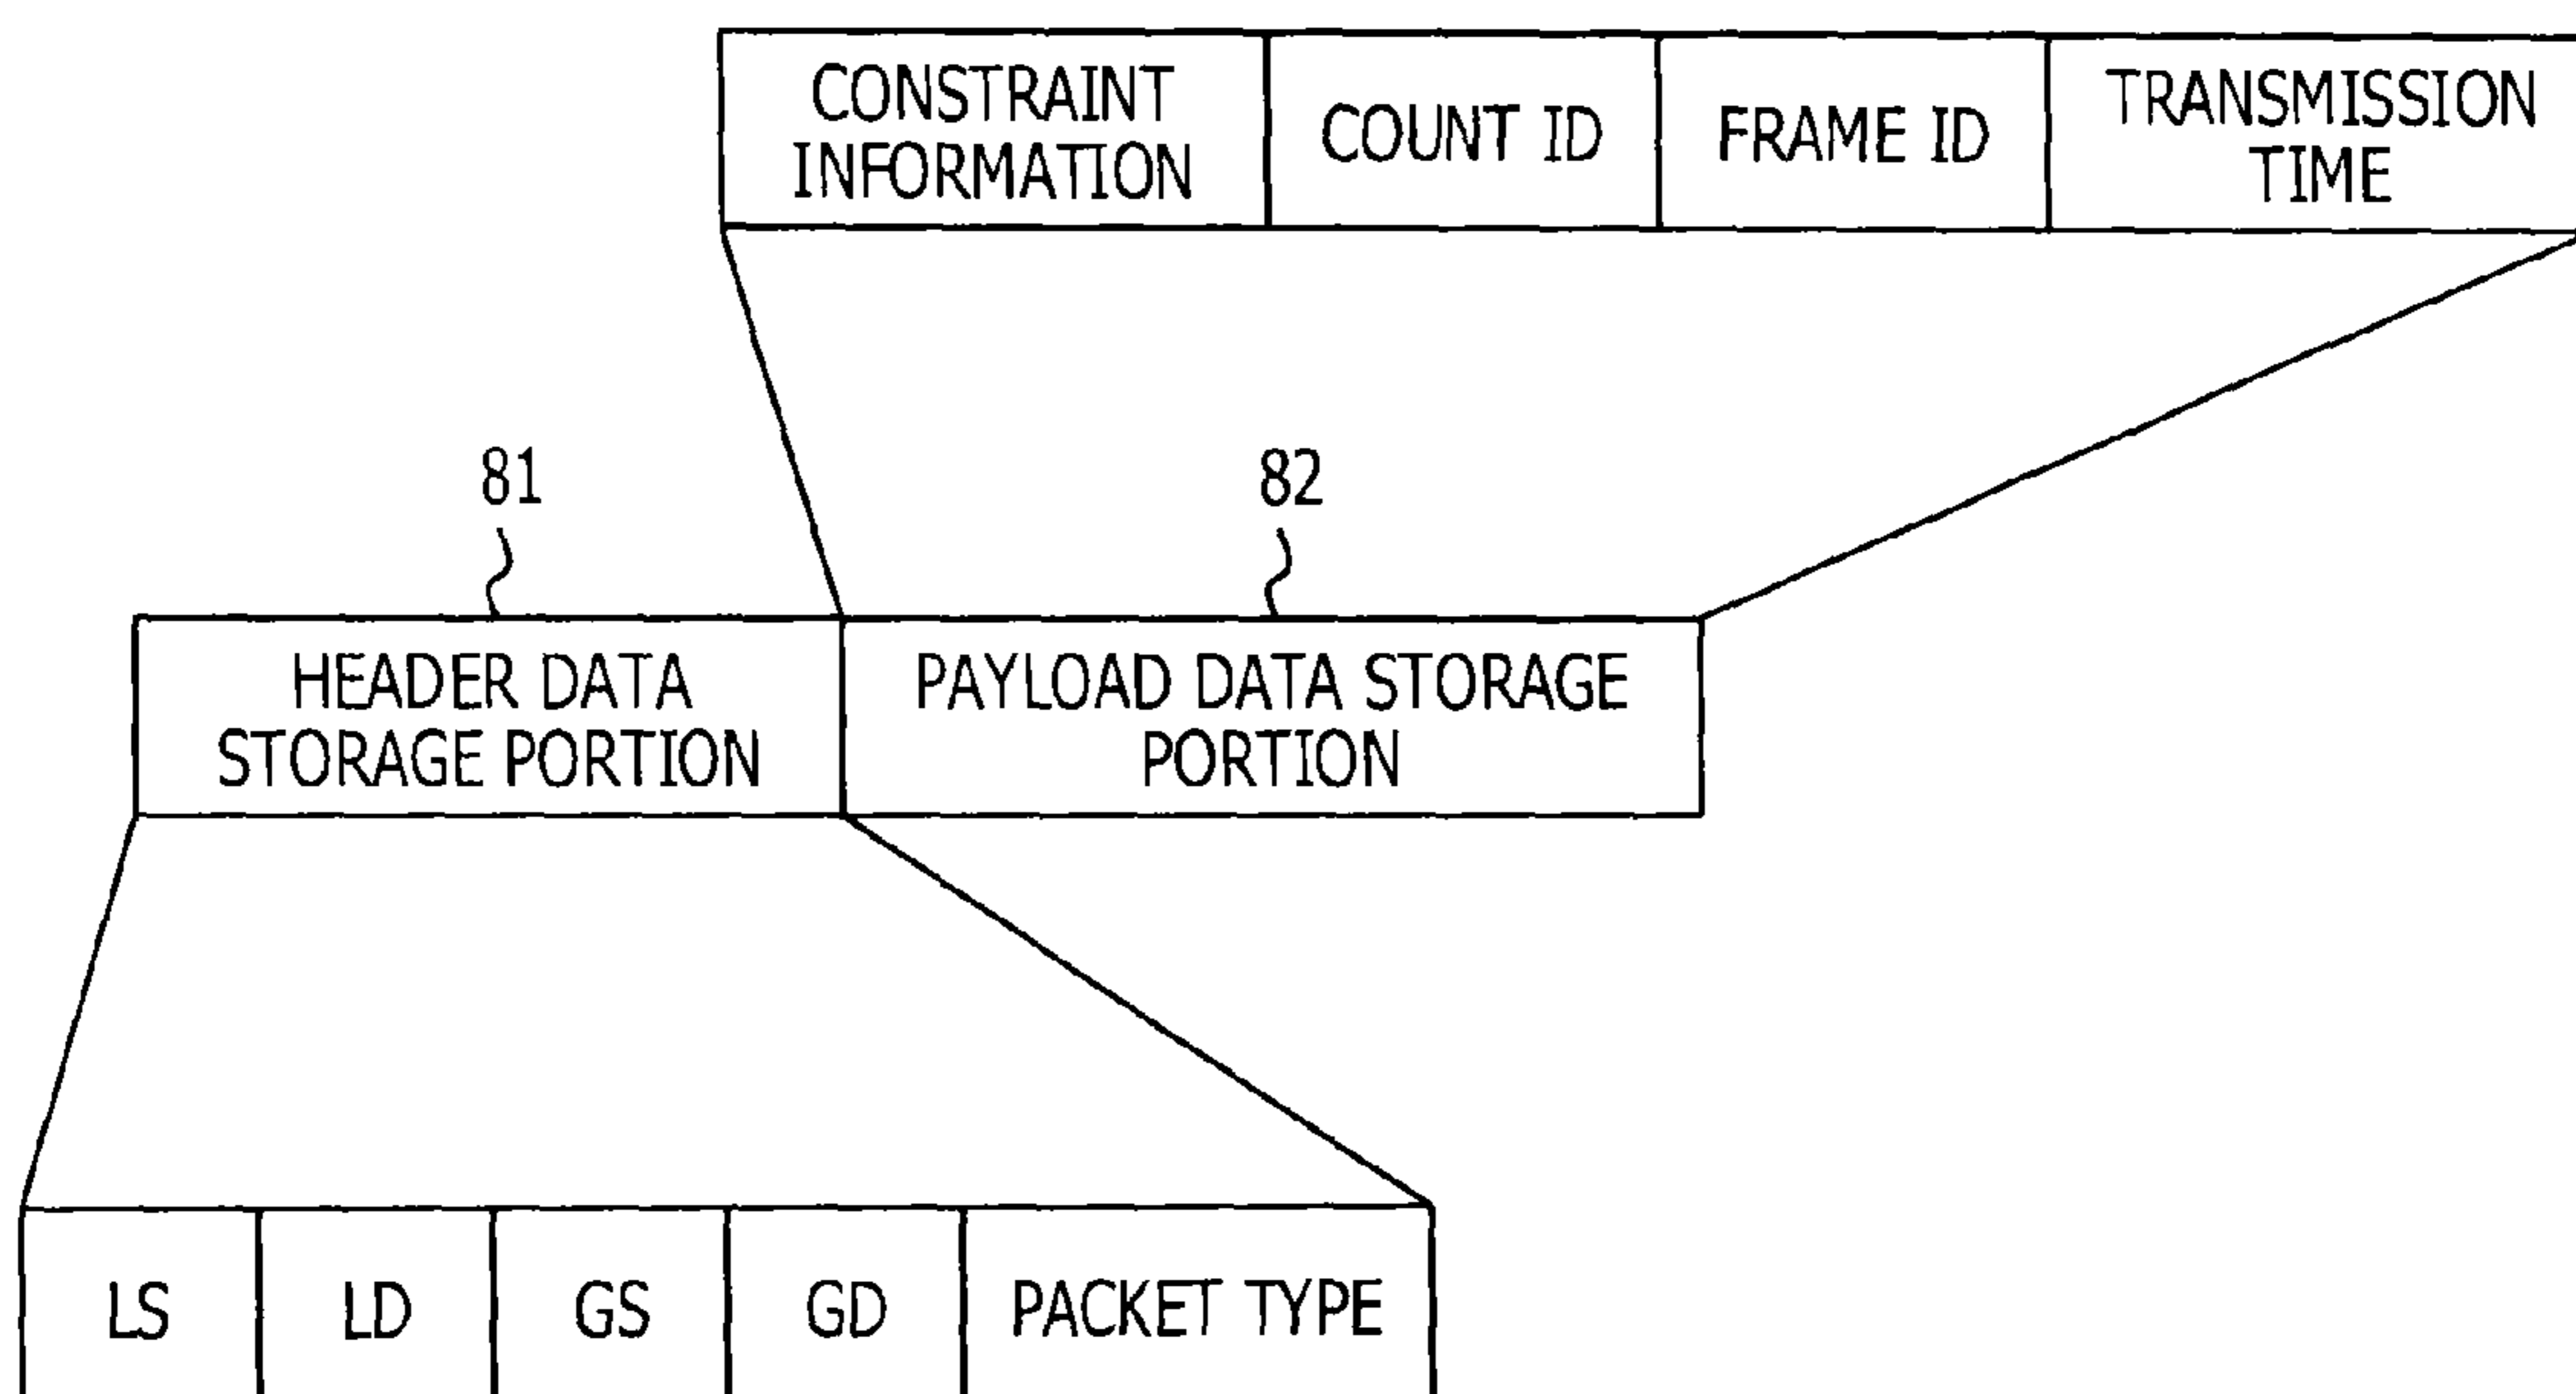 CONSTRAINT
INFORMATION
COUNT ID
FRAME ID
TRANSMISSION
TIME
81
82
HEADER DATA
STORAGE PORTION
PAYLOAD DATA STORAGE
PORTION
LS
LD
GS
GD
PACKET TYPE